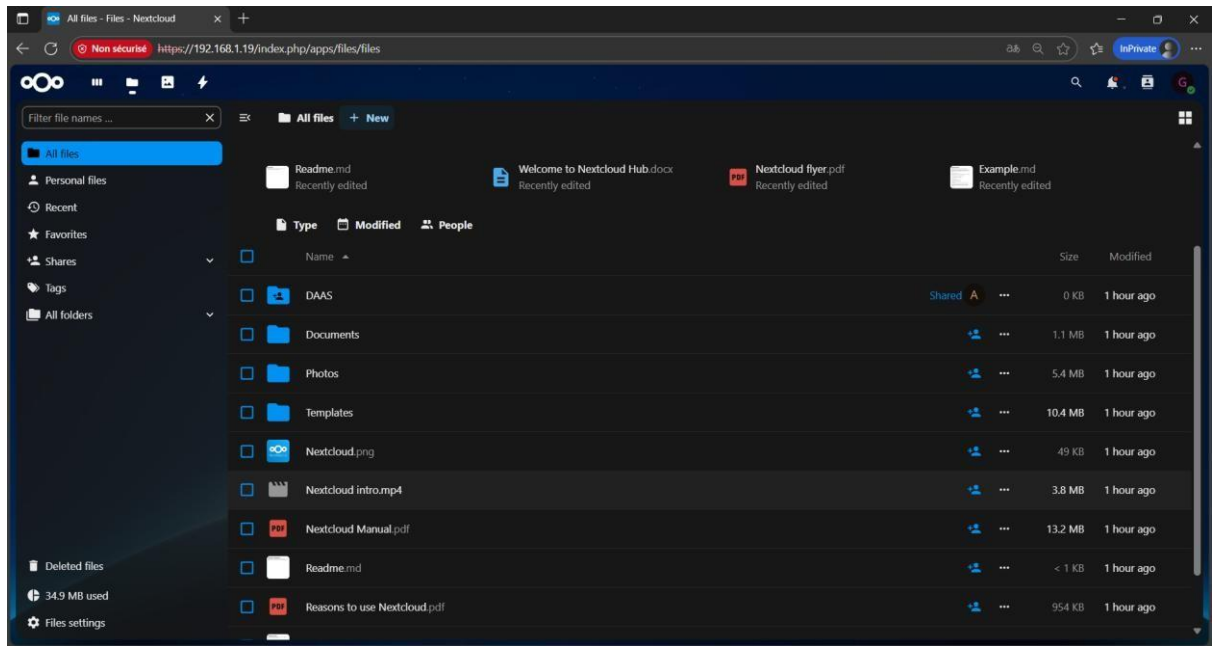 All files - Files - Nextcloud
Non sécurisé https://192.168.1.19/index.php/apps/files/files
InPrivate
G
Filter file names ...
All files
+ New
All files
Personal files
Recent
Favorites
Shares
Tags
All folders
Deleted files
34.9 MB used
Files settings
Readme.md
Recently edited
Welcome to Nextcloud Hub.docx
Recently edited
PDF
Nextcloud flyer.pdf
Recently edited
Example.md
Recently edited
Type Modified People
Name Size Modified
DAAS Shared A 0 KB 1 hour ago
Documents 1.1 MB 1 hour ago
Photos 5.4 MB 1 hour ago
Templates 10.4 MB 1 hour ago
Nextcloud.png 49 KB 1 hour ago
Nextcloud intro.mp4 3.8 MB 1 hour ago
PDF Nextcloud Manual.pdf 13.2 MB 1 hour ago
Readme.md < 1 KB 1 hour ago
PDF Reasons to use Nextcloud.pdf 954 KB 1 hour ago